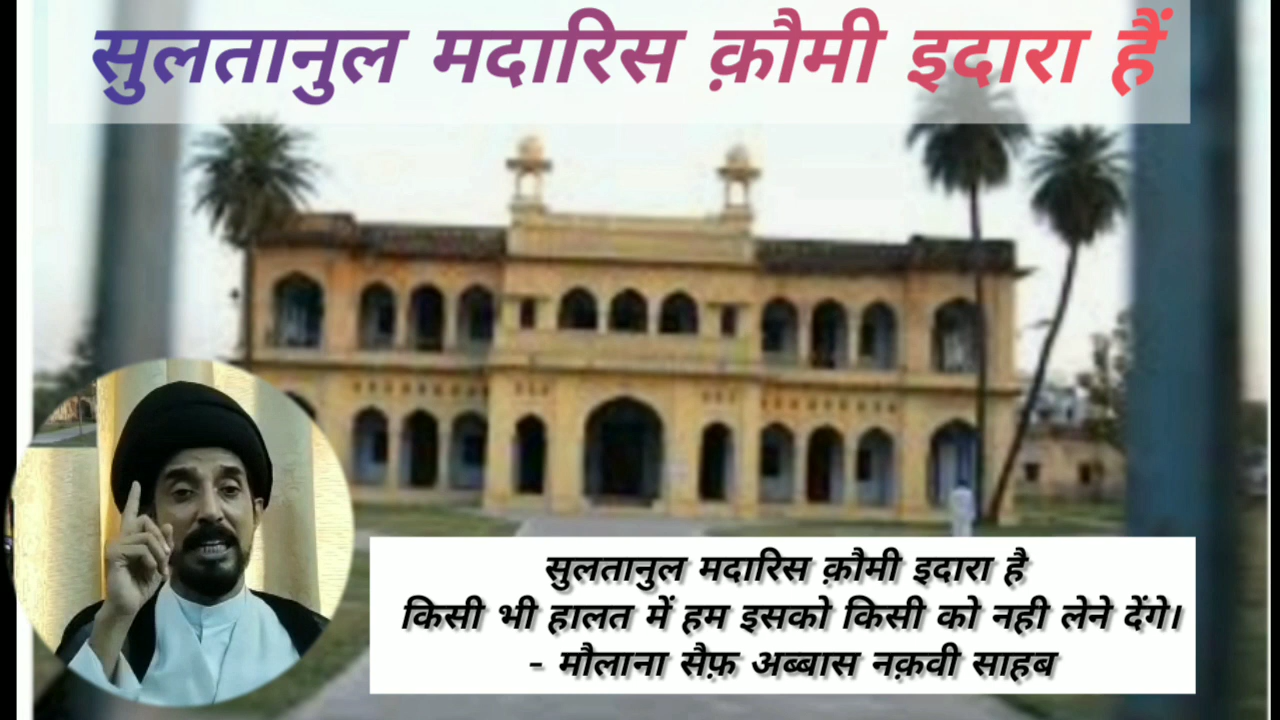 सुलतानुल मदारिस क़ौमी इदारा हैं
सुलतानुल मदारिस क़ौमी इदारा है
किसी भी हालत में हम इसको किसी को नही लेने देंगे।
- मौलाना सैफ़ अब्बास नक़वी साहब